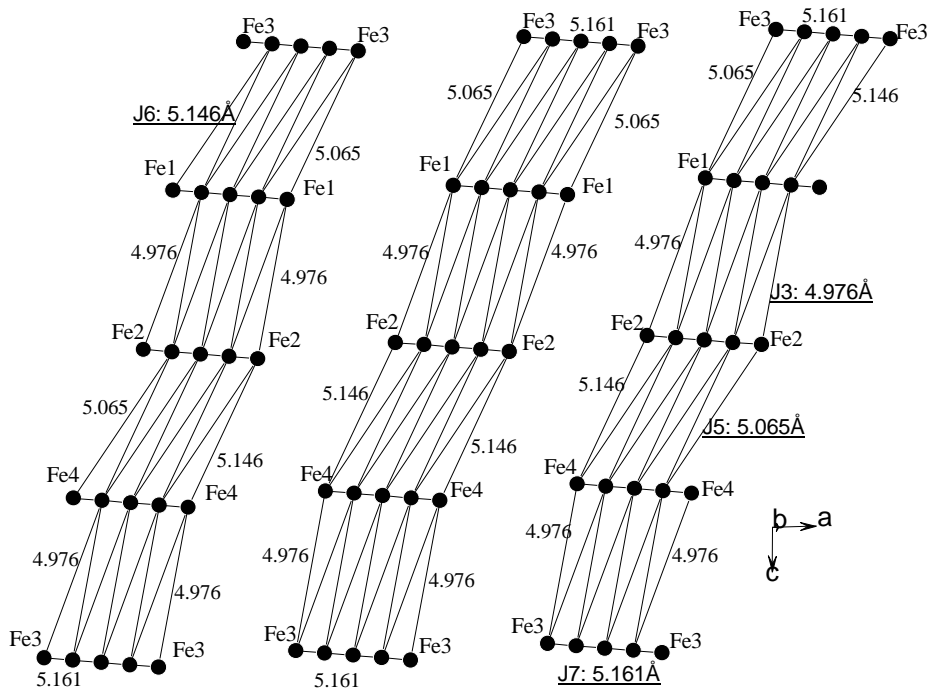 Fe3 Fe3 Fe3 5.161 Fe3 Fe3 5.161 Fe3
5.065 5.065 5.146
J6: 5.146Å 5.065 5.065
Fe1 Fe1 Fe1 Fe1 Fe1
4.976 4.976 4.976 4.976 4.976
J3: 4.976Å
Fe2 Fe2 Fe2 Fe2 Fe2 Fe2
5.065 5.146 5.146
J5: 5.065Å
5.146 5.146
Fe4 Fe4 Fe4 Fe4 Fe4 Fe4
b a
4.976 4.976 4.976 4.976 4.976 4.976
c
Fe3 Fe3 Fe3 Fe3 Fe3 Fe3
5.161 5.161 J7: 5.161Å